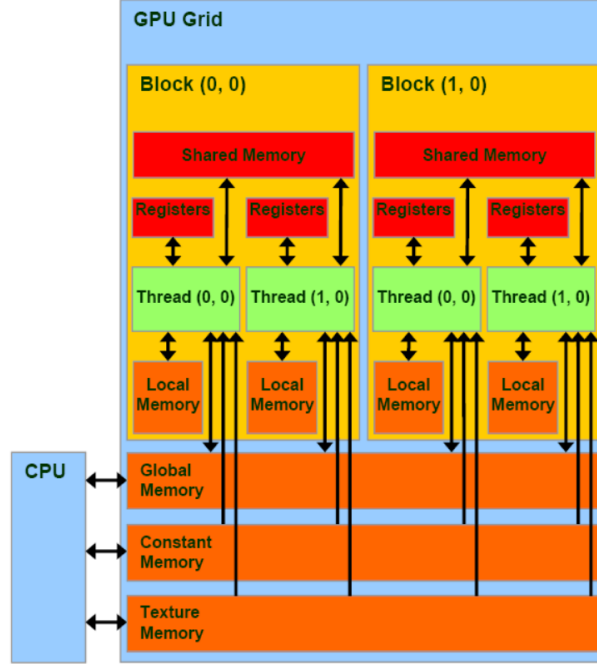 GPU Grid
Block (0, 0)
Block (1, 0)
Shared Memory
Shared Memory
Registers
Registers
Registers
Registers
Thread (0, 0)
Thread (1, 0)
Thread (0, 0)
Thread (1, 0)
Local
Memory
Local
Memory
Local
Memory
Local
Memory
CPU
Global
Memory
Constant
Memory
Texture
Memory